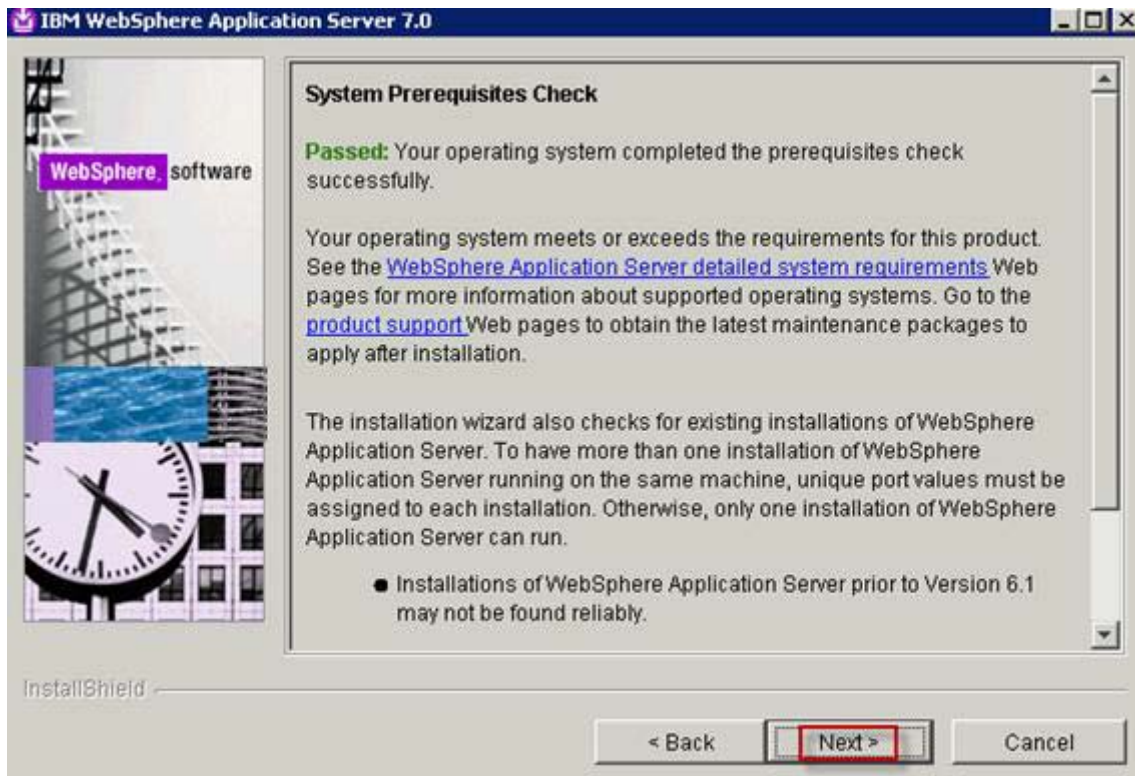 IBM WebSphere Application Server 7.0
WebSphere. software
System Prerequisites Check
Passed: Your operating system completed the prerequisites check
successfully.
Your operating system meets or exceeds the requirements for this product.
See the WebSphere Application Server detailed system requirements Web
pages for more information about supported operating systems. Go to the
product support Web pages to obtain the latest maintenance packages to
apply after installation.
The installation wizard also checks for existing installations of WebSphere
Application Server. To have more than one installation of WebSphere
Application Server running on the same machine, unique port values must be
assigned to each installation. Otherwise, only one installation of WebSphere
Application Server can run.
● Installations of WebSphere Application Server prior to Version 6.1
may not be found reliably.
InstallShield
< Back
Next >
Cancel